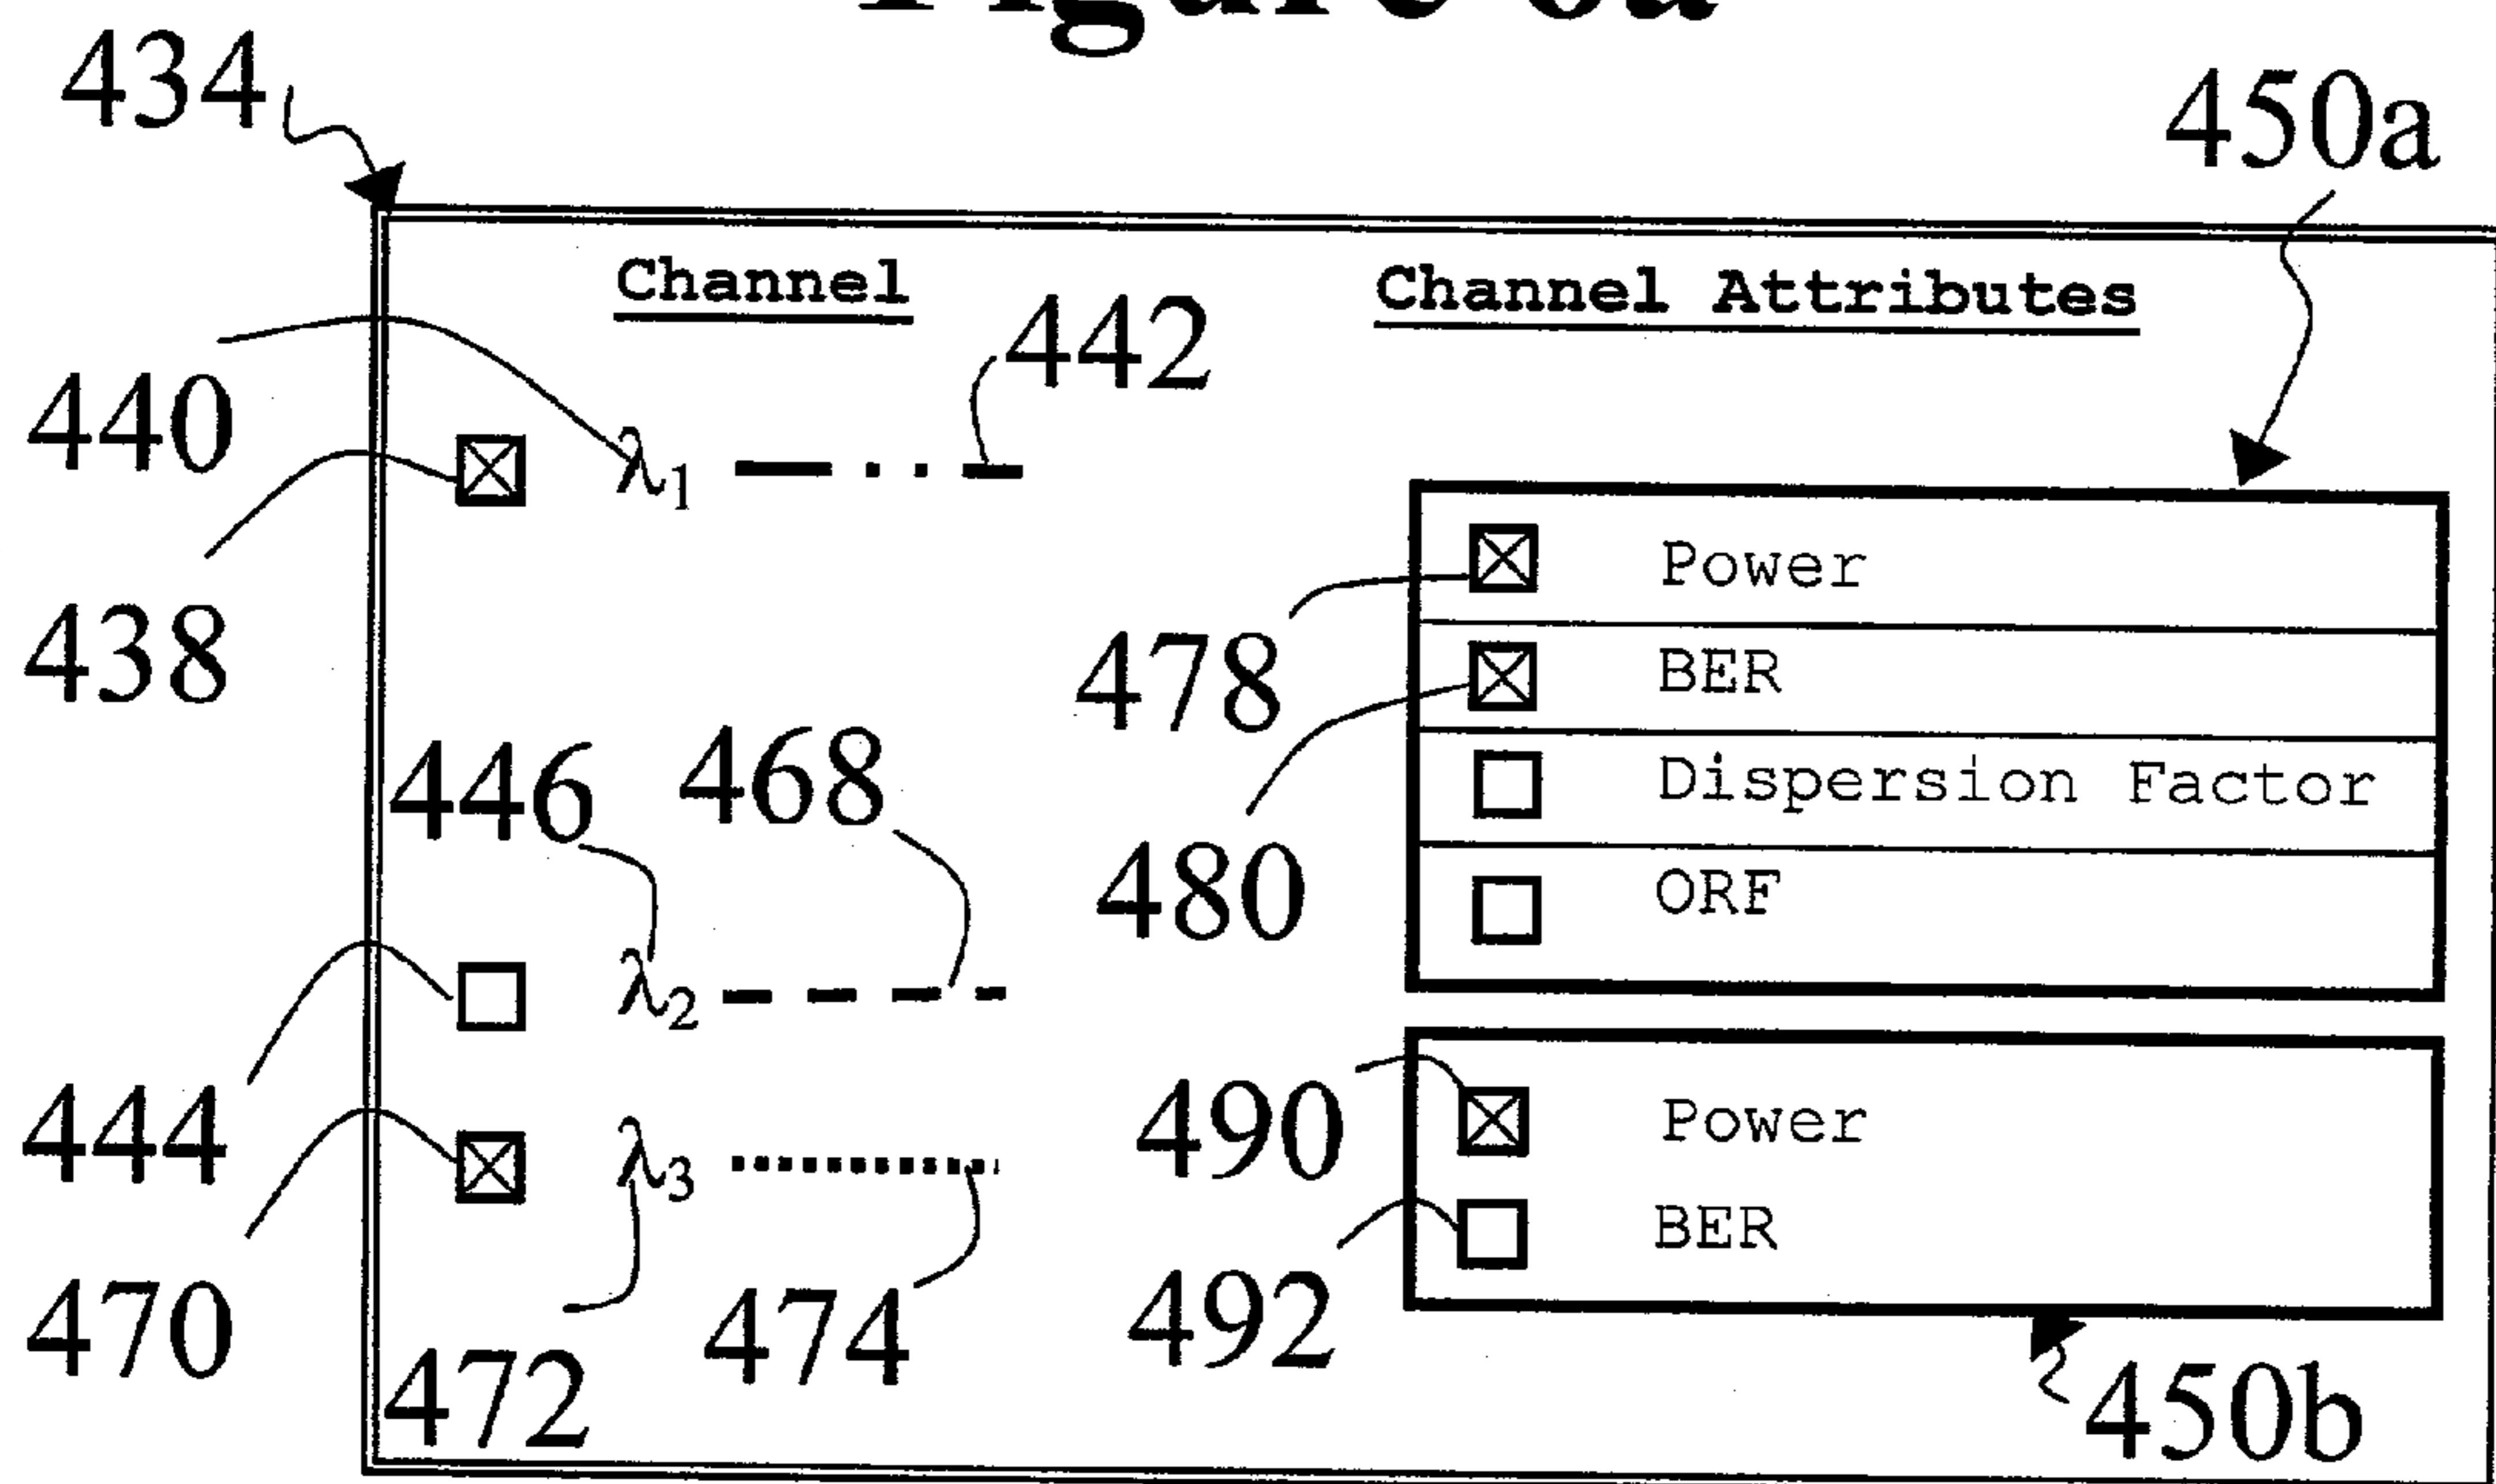 434
450a
Channel
Channel Attributes
442
440
λ1
438
Power
478
BER
446
468
Dispersion Factor
480
ORF
λ2
444
490
Power
λ3
BER
470
474
492
472
450b